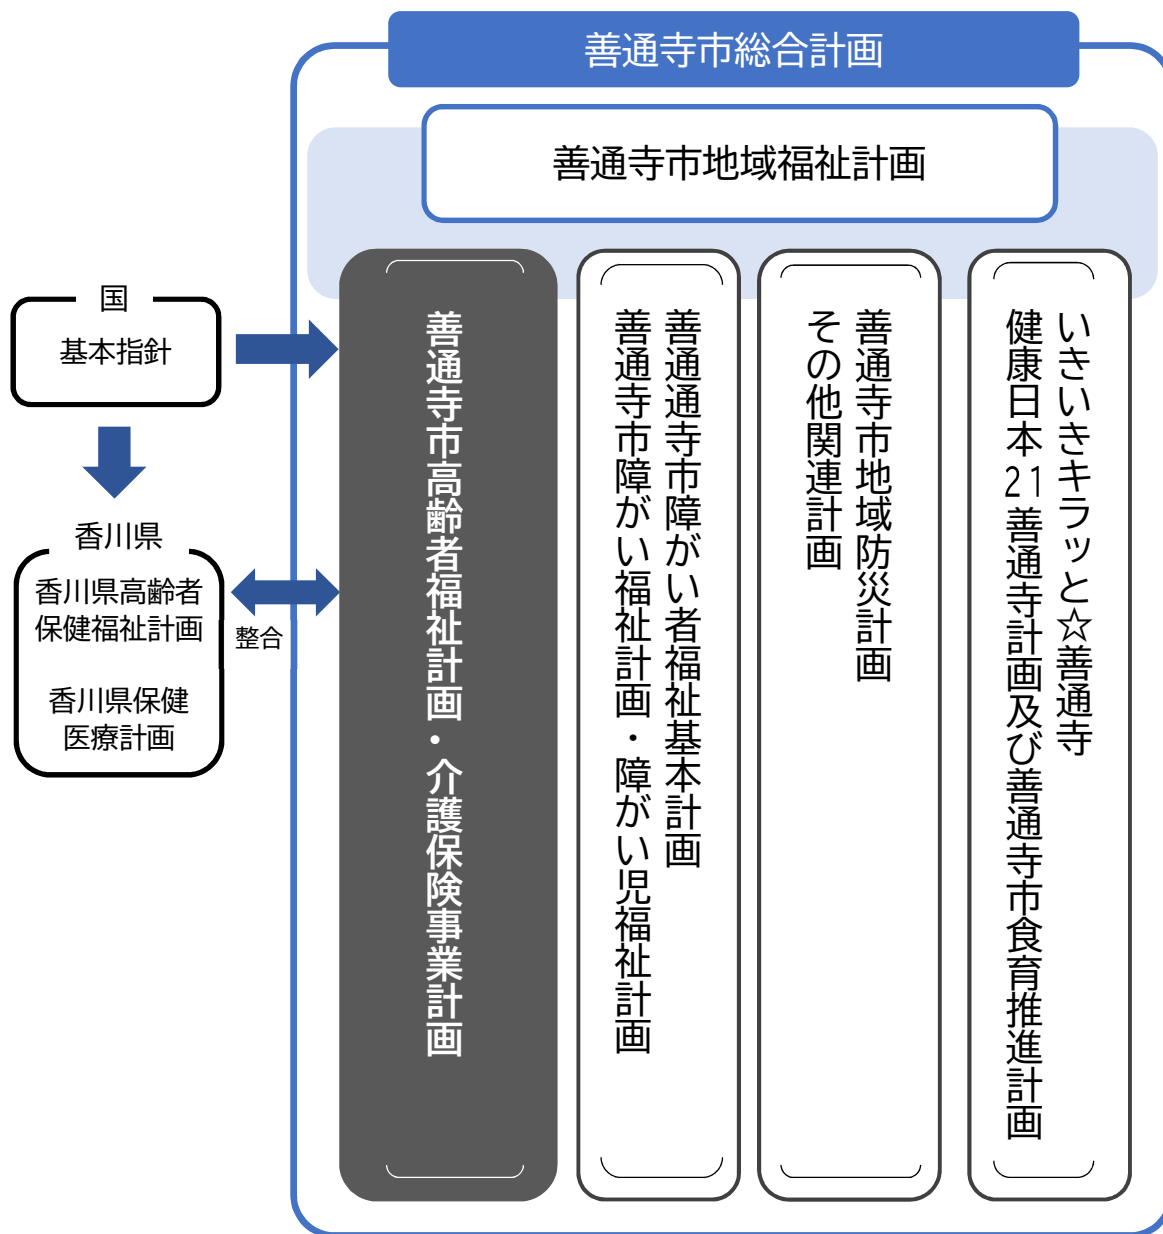 善通寺市総合計画
善通寺市地域福祉計画
国
基本指針
香川県
香川県高齢者
保健福祉計画
香川県保健
医療計画
整合
善通寺市高齢者福祉計画・介護保険事業計画
善通通寺市障がい者福祉基本計画
善通寺市障がい福祉計画・障がい児福祉計画
善通寺市地域防災計画
その他関連計画
いきいきキラッと☆善通寺
健康日本21善通寺計画及び善通寺市食育推進計画